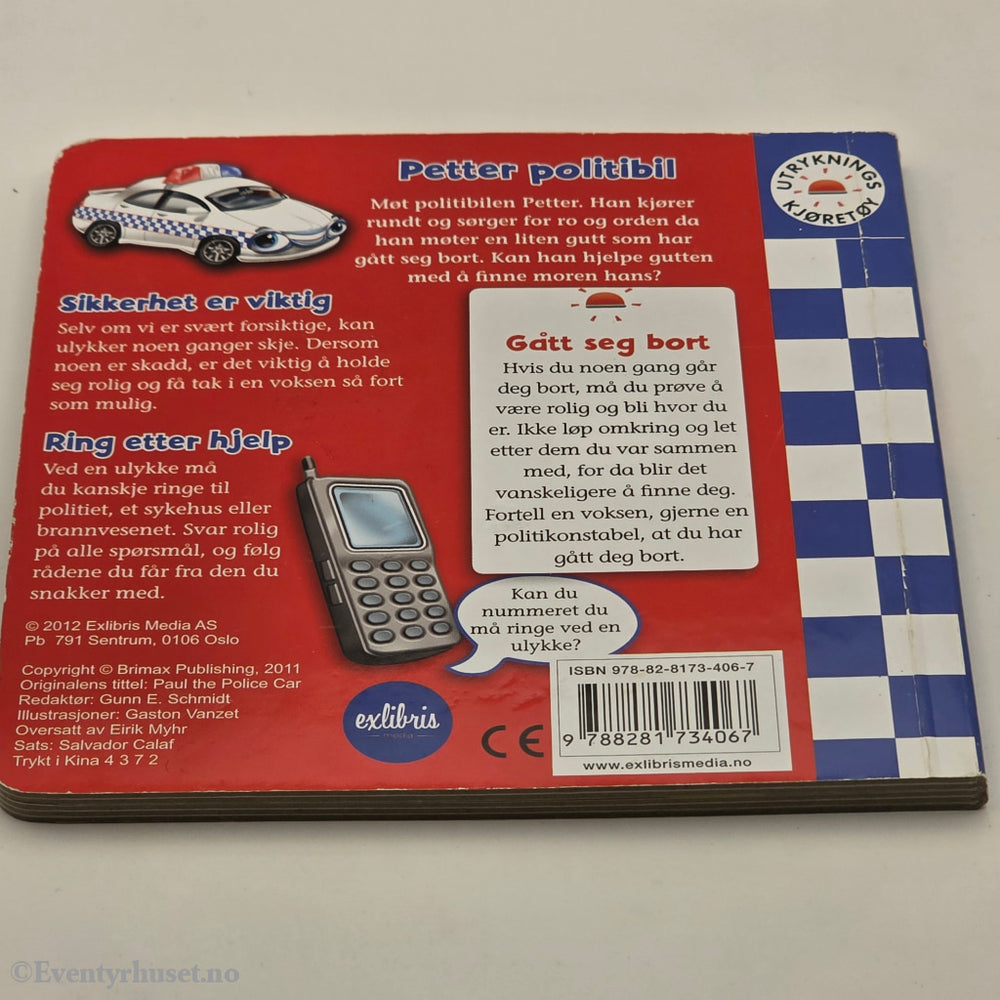 Petter politibil
Møt politibilen Petter. Han kjører
rundt og sørger for ro og orden da
han møter en liten gutt som har
gått seg bort. Kan han hjelpe gutten
med å finne moren hans?
UTRYKNINGS
KJØRETØY
Sikkerhet er viktig
Selv om vi er svært forsiktige, kan
ulykker noen ganger skje. Dersom
noen er skadd, er det viktig å holde
seg rolig og få tak i en voksen så fort
som mulig.
Ring etter hjelp
Ved en ulykke må
du kanskje ringe til
politiet, et sykehus eller
brannvesenet. Svar rolig
på alle spørsmål, og følg
rådene du får fra den du
snakker med.
Gått seg bort
Hvis du noen gang går
deg bort, må du prøve å
være rolig og bli hvor du
er. Ikke løp omkring og let
etter dem du var sammen
med, for da blir det
vanskeligere å finne deg.
Fortell en voksen, gjerne en
politikonstabel, at du har
gått deg bort.
Kan du
nummeret du
må ringe ved en
ulykke?
© 2012 Exlibris Media AS
Pb 791 Sentrum, 0106 Oslo
Copyright © Brimax Publishing, 2011
Originalens tittel: Paul the Police Car
Redaktør: Gunn E. Schmidt
Illustrasjoner: Gaston Vanzet
Oversatt av Eirik Myhr
Sats: Salvador Calaf
Trykt i Kina 4 3 7 2
exlibris
media
CE
ISBN 978-82-8173-406-7
9 788281 734067
www.exlibrismedia.no
©Eventyrhuset.no